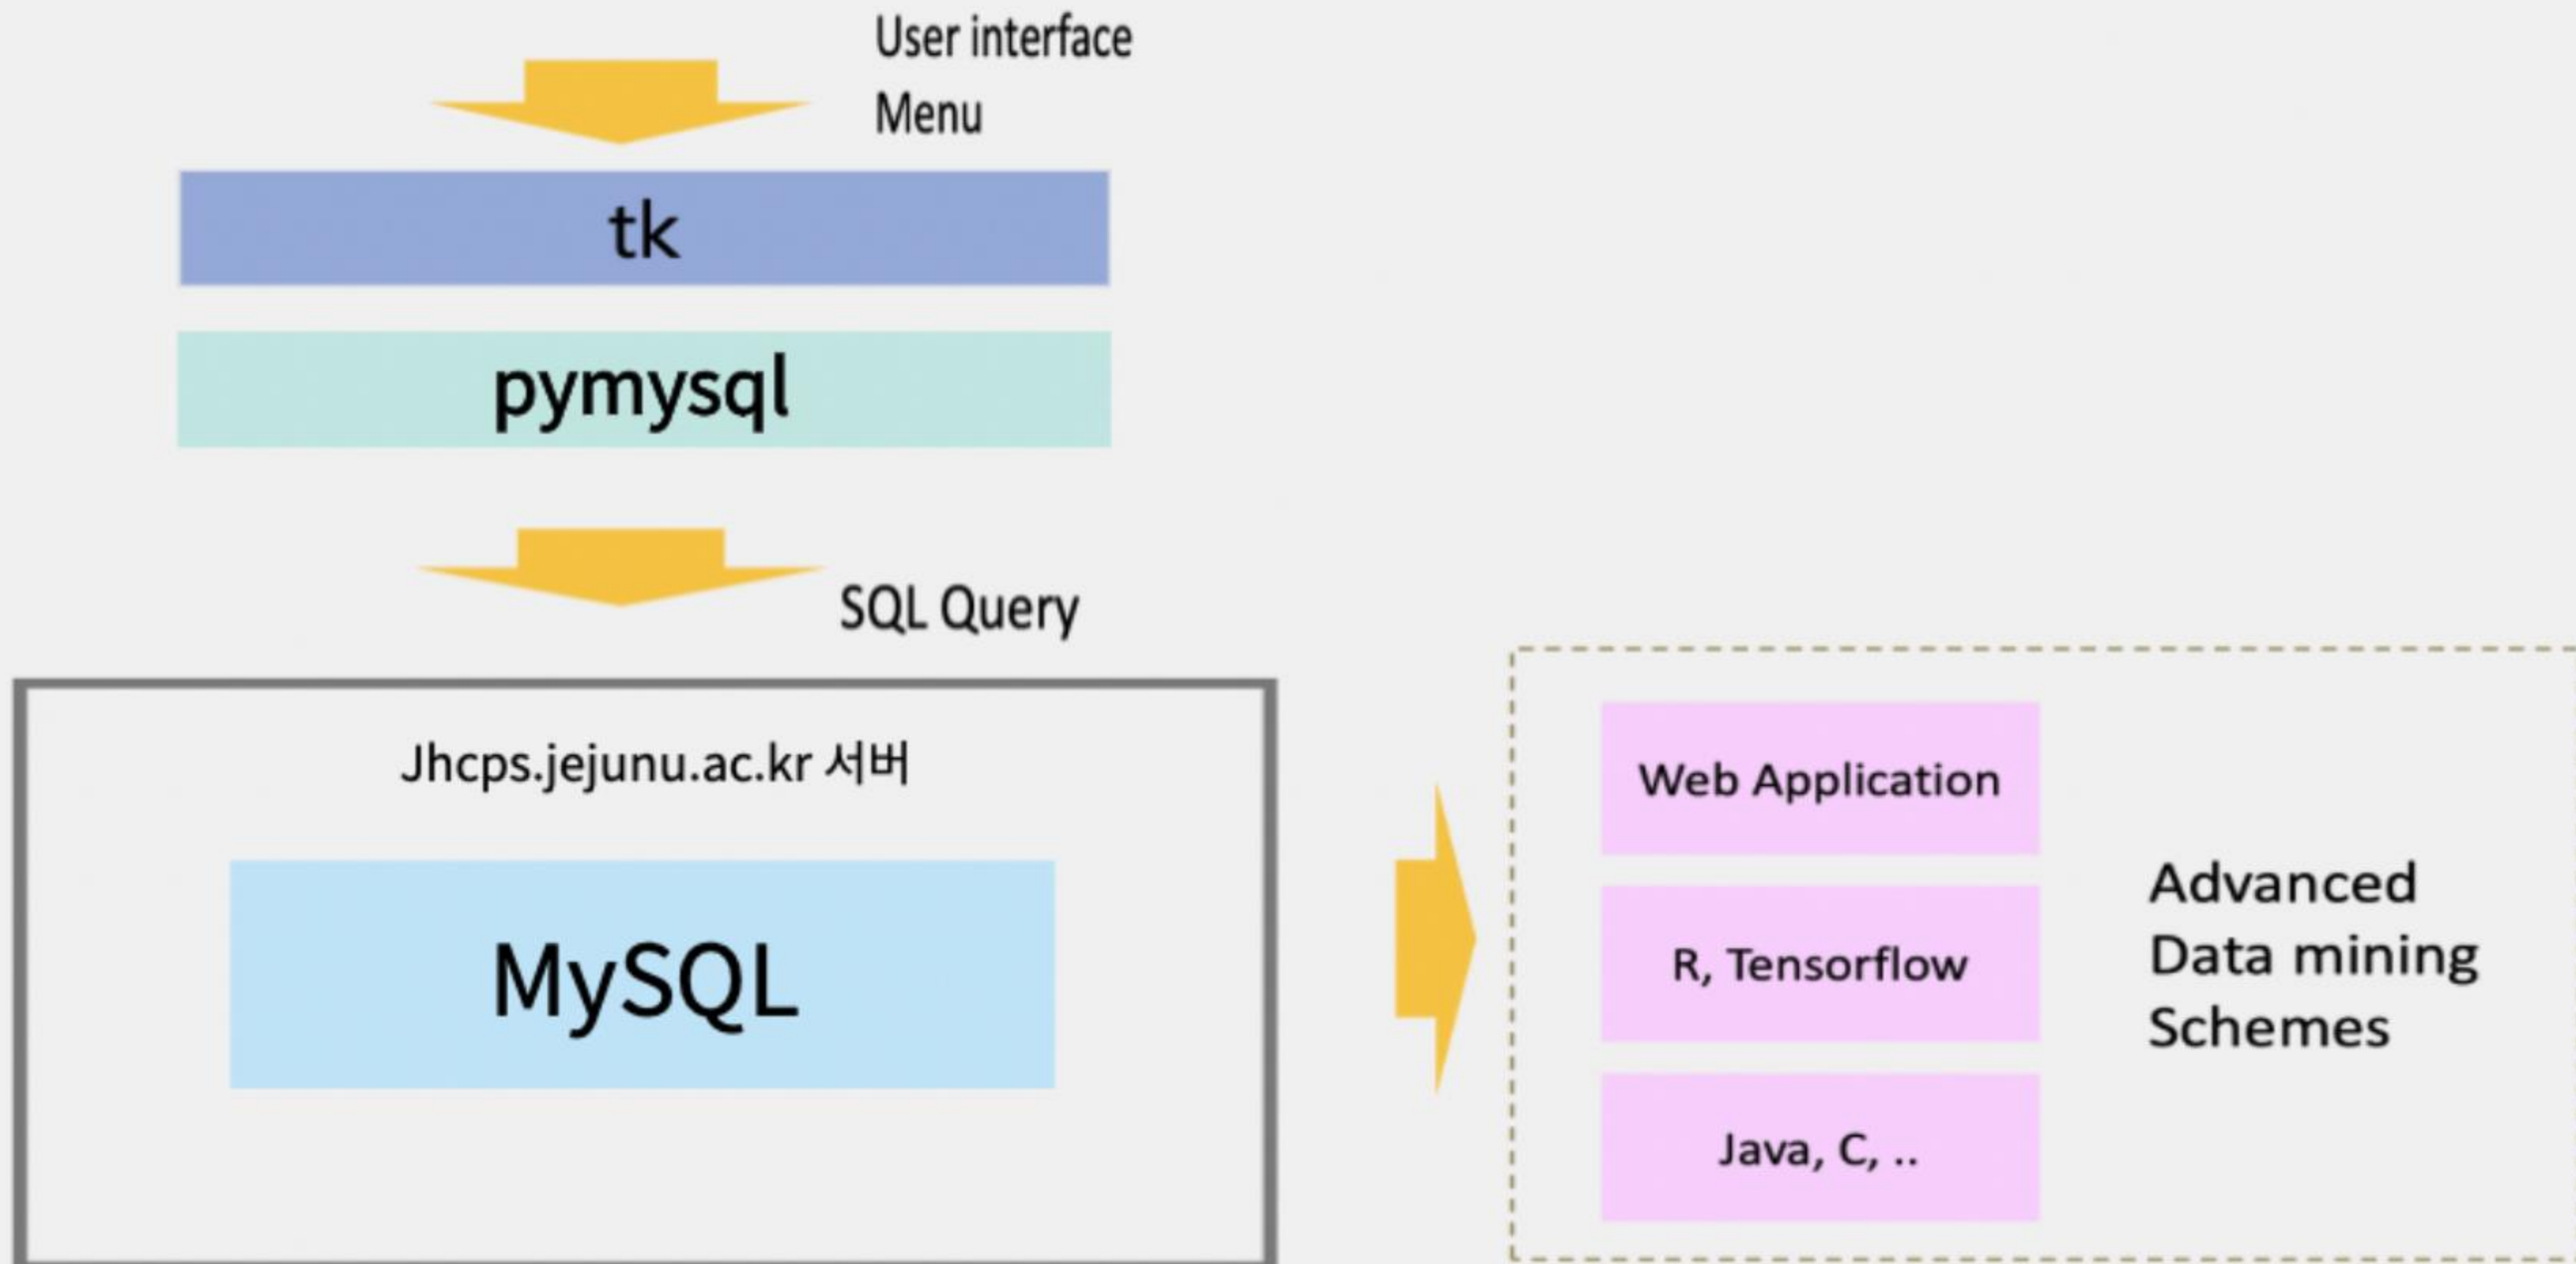 User interface
Menu
tk
pymysql
SQL Query
Jhcps.jejunu.ac.kr 서버
MySQL
Web Application
R, Tensorflow
Java, C, ..
Advanced
Data mining
Schemes